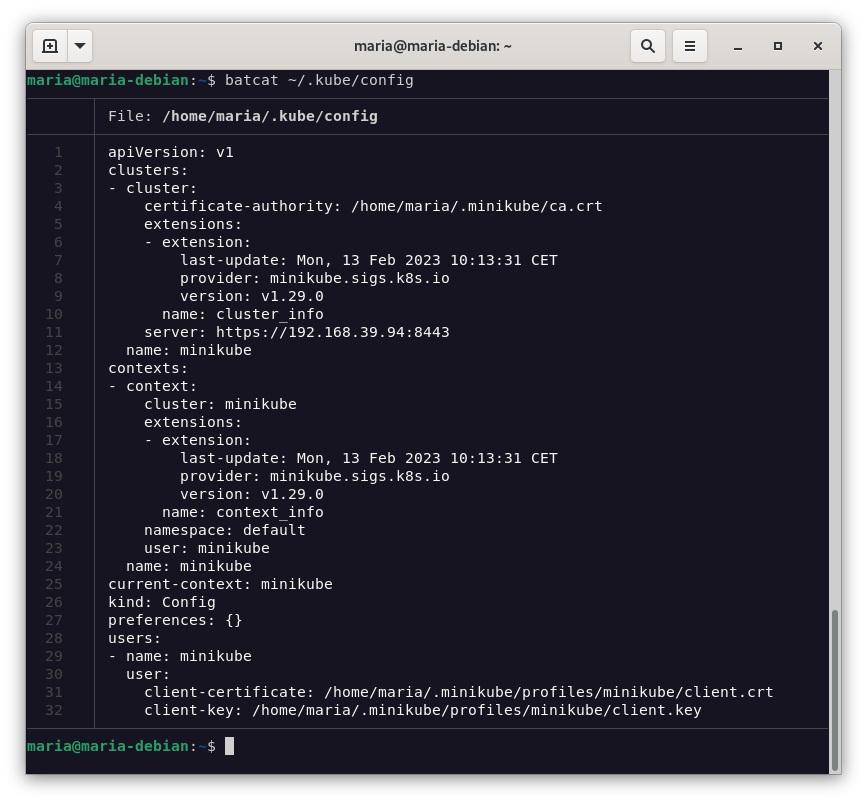 maria@maria-debian: ~
maria@maria-debian:~$ batcat ~/.kube/config
File: /home/maria/.kube/config
1 apiVersion: v1
2 clusters:
3 - cluster:
4     certificate-authority: /home/maria/.minikube/ca.crt
5     extensions:
6     - extension:
7         last-update: Mon, 13 Feb 2023 10:13:31 CET
8         provider: minikube.sigs.k8s.io
9         version: v1.29.0
10       name: cluster_info
11     server: https://192.168.39.94:8443
12   name: minikube
13 contexts:
14 - context:
15     cluster: minikube
16     extensions:
17     - extension:
18         last-update: Mon, 13 Feb 2023 10:13:31 CET
19         provider: minikube.sigs.k8s.io
20         version: v1.29.0
21       name: context_info
22     namespace: default
23     user: minikube
24   name: minikube
25 current-context: minikube
26 kind: Config
27 preferences: {}
28 users:
29 - name: minikube
30   user:
31     client-certificate: /home/maria/.minikube/profiles/minikube/client.crt
32     client-key: /home/maria/.minikube/profiles/minikube/client.key
maria@maria-debian:~$